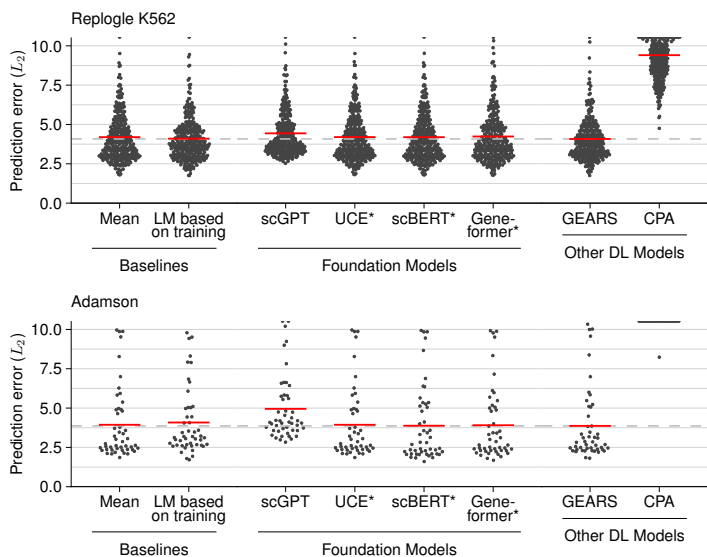 Replogle K562
Prediction error (L2)
10.0
7.5
5.0
2.5
0.0
Mean
LM based
on training
scGPT
UCE*
scBERT*
Gene-
former*
GEARS
CPA
Baselines
Foundation Models
Other DL Models
Adamson
Prediction error (L2)
10.0
7.5
5.0
2.5
0.0
Mean
LM based
on training
scGPT
UCE*
scBERT*
Gene-
former*
GEARS
CPA
Baselines
Foundation Models
Other DL Models